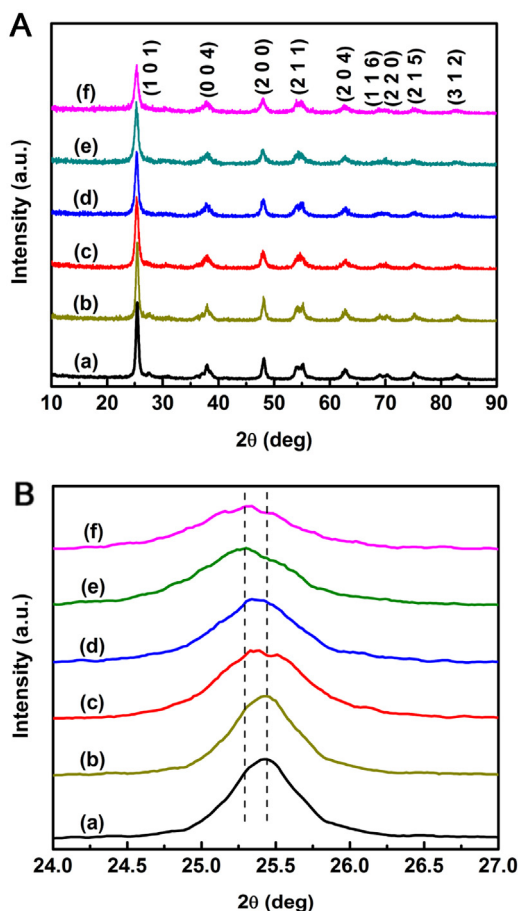 A
Intensity (a.u.)
(1 0 1)
(0 0 4)
(2 0 0)
(2 1 1)
(2 0 4)
(1 1 6)
(2 2 0)
(2 1 5)
(3 1 2)
(f)
(e)
(d)
(c)
(b)
(a)
10 20 30 40 50 60 70 80 90
2θ (deg)
B
Intensity (a.u.)
(f)
(e)
(d)
(c)
(b)
(a)
24.0 24.5 25.0 25.5 26.0 26.5 27.0
2θ (deg)